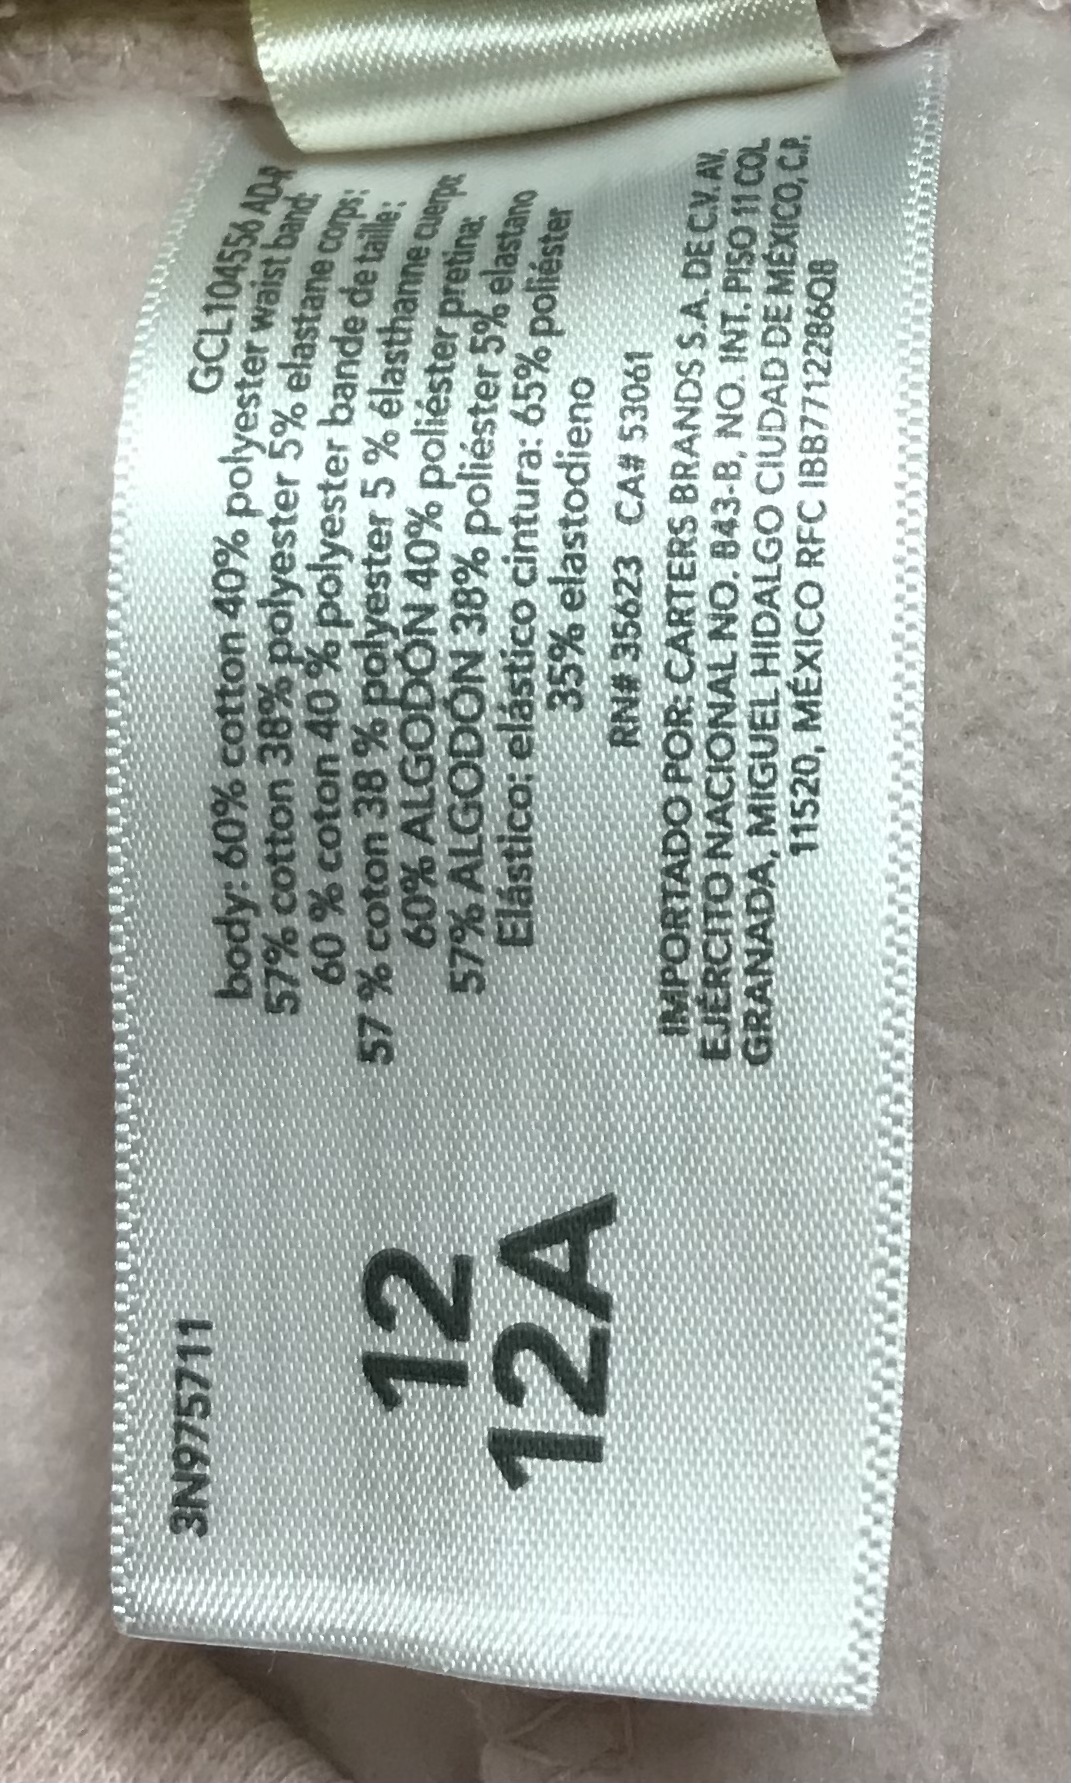 3N975711
GCL104556 AD-R
body: 60% cotton 40% polyester waist band:
57% cotton 38% polyester 5% elastane corps:
60 % coton 40 % polyester bande de taille:
57 % coton 38 % polyester 5 % élasthanne cuerpo:
60% ALGODÓN 40% poliéster pretina:
57% ALGODÓN 38% poliéster 5% elastano
Elástico: elástico cintura: 65% poliéster
35% elastodieno
RN# 35623 CA# 53061
12
12A
IMPORTADO POR: CARTERS BRANDS S.A. DE C.V. AV.
EJÉRCITO NACIONAL NO. 843-B, NO. INT. PISO 11 COL
GRANADA, MIGUEL HIDALGO CIUDAD DE MÉXICO, C.P.
11520, MÉXICO RFC IBB7712286Q8